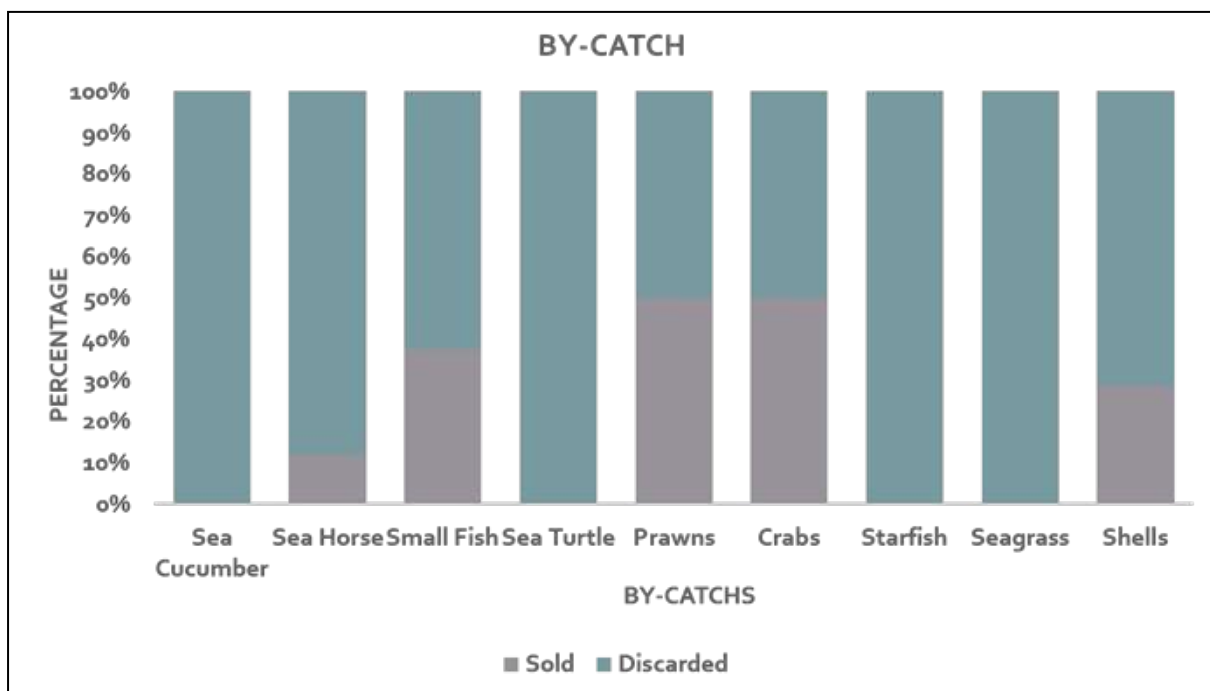 BY-CATCH
100%
90%
80%
70%
60%
50%
40%
30%
20%
10%
0%
PERCENTAGE
Sea Cucumber
Sea Horse
Small Fish
Sea Turtle
Prawns
Crabs
Starfish
Seagrass
Shells
BY-CATCHS
Sold
Discarded